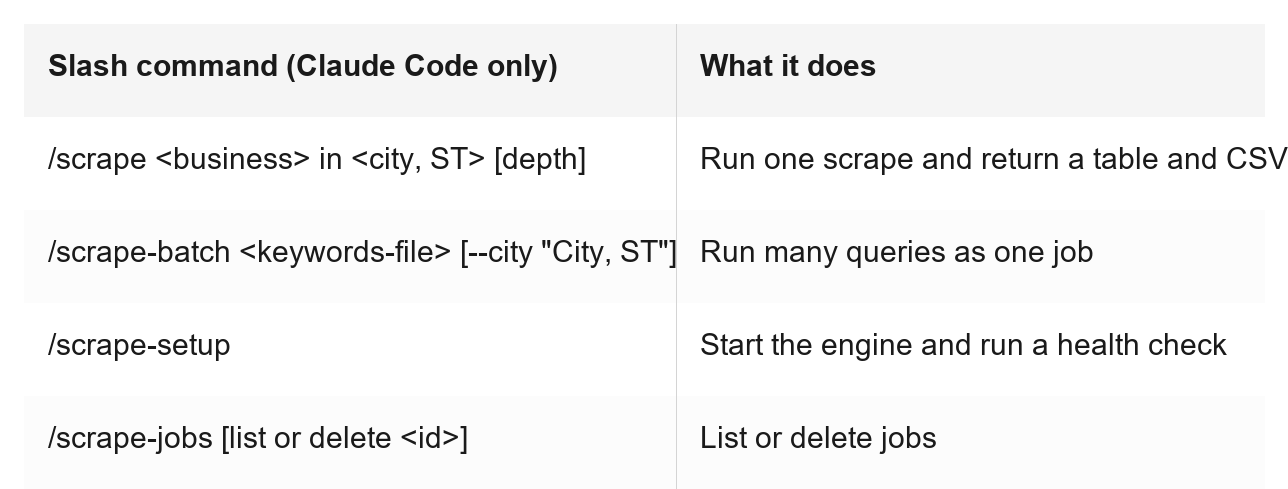 Slash command (Claude Code only) What it does
/scrape <business> in <city, ST> [depth] Run one scrape and return a table and CSV
/scrape-batch <keywords-file> [--city "City, ST"] Run many queries as one job
/scrape-setup Start the engine and run a health check
/scrape-jobs [list or delete <id>] List or delete jobs